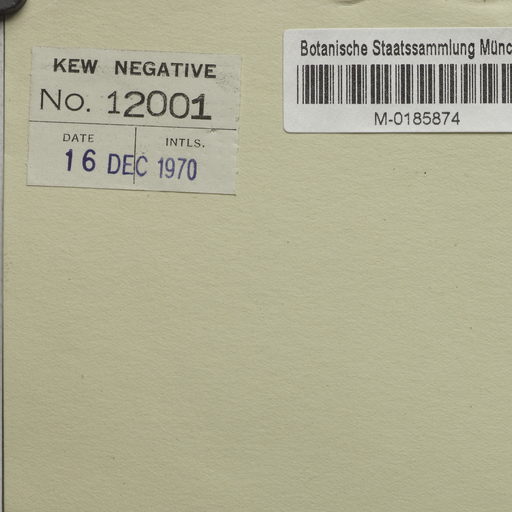 KEW NEGATIVE
No. 12001
DATE INTLS.
16 DEC 1970
Botanische Staatssammlung Münc
M-0185874